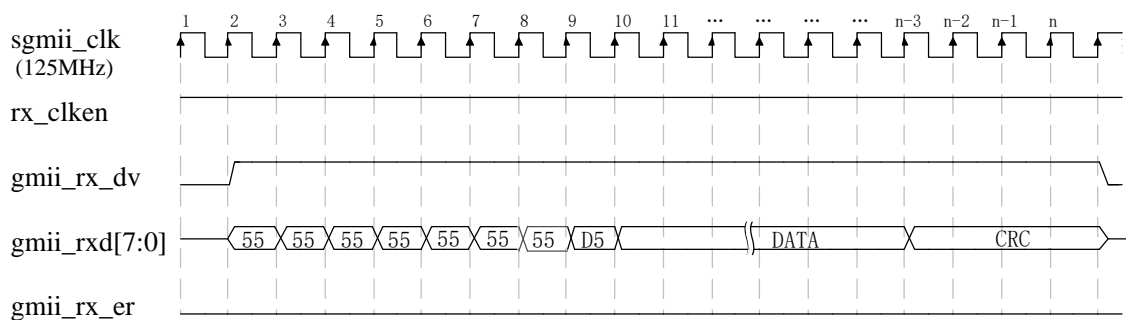 1 2 3 4 5 6 7 8 9 10 11 ... ... ... ... n-3 n-2 n-1 n
sgmii_clk
(125MHz)
rx_clken
gmii_rx_dv
gmii_rxd[7:0] 55 55 55 55 55 55 55 D5 DATA CRC
gmii_rx_er